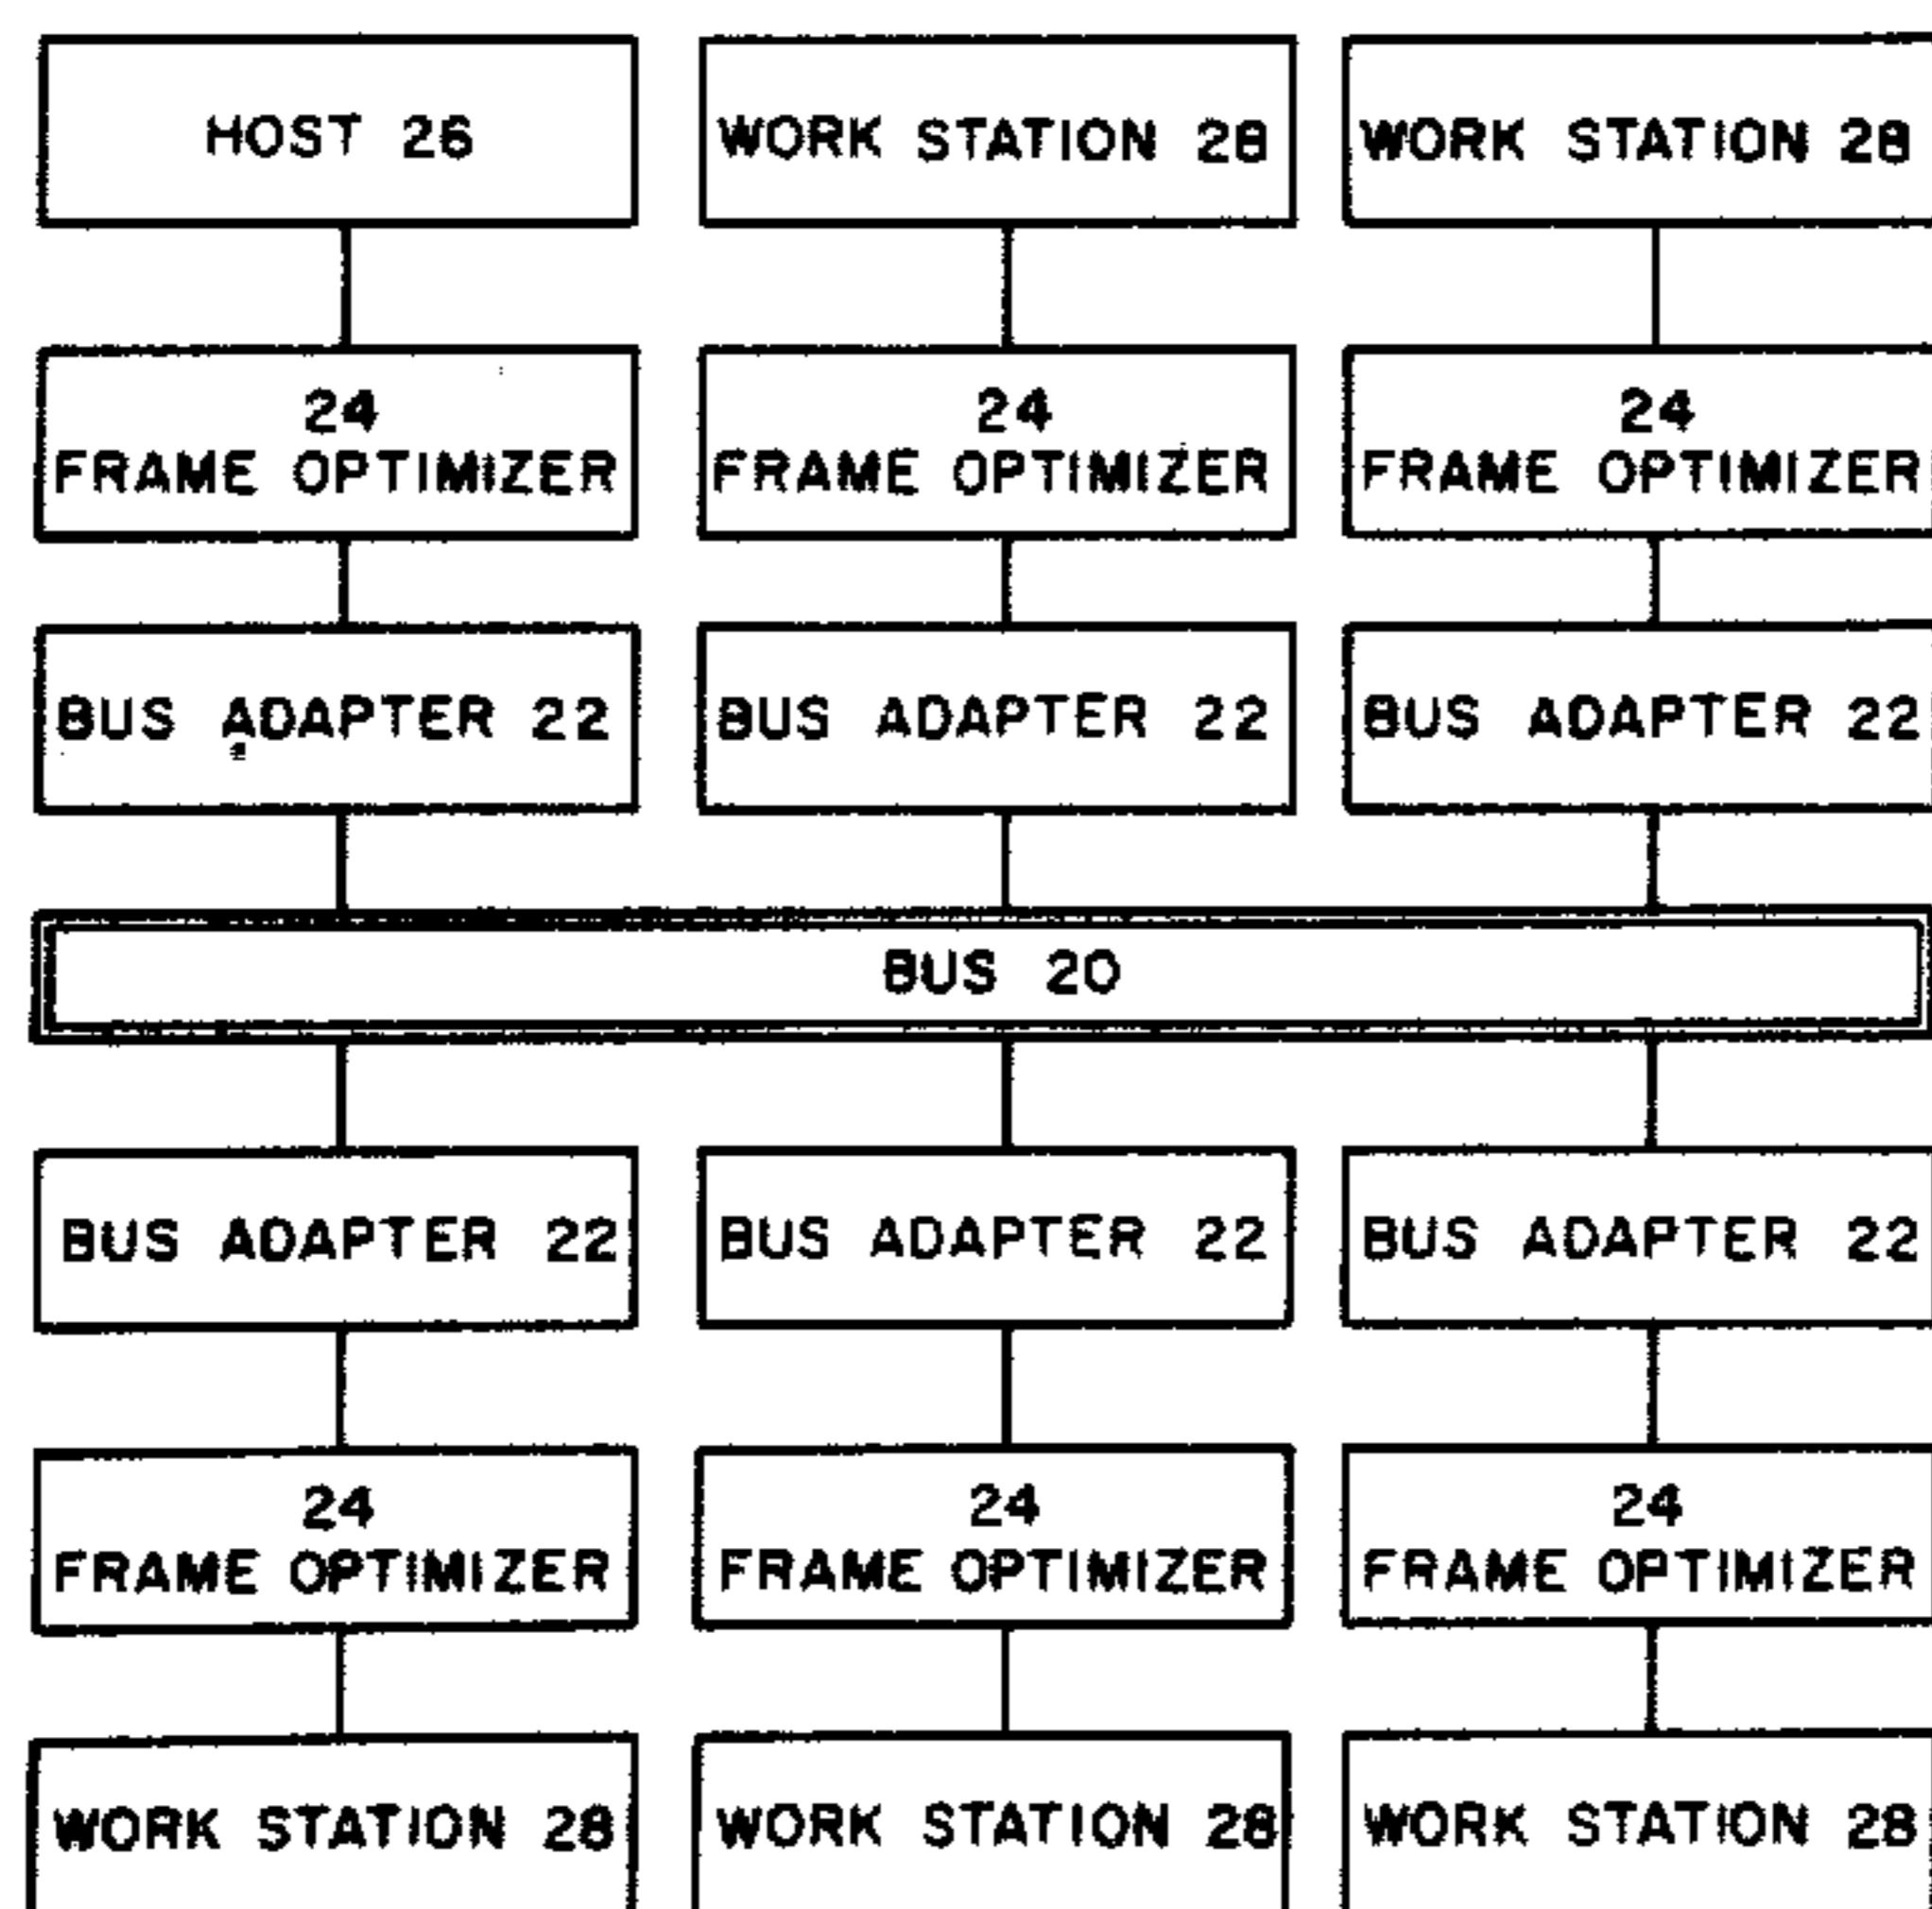 HOST 26
WORK STATION 28
WORK STATION 28
24
FRAME OPTIMIZER
24
FRAME OPTIMIZER
24
FRAME OPTIMIZER
BUS ADAPTER 22
BUS ADAPTER 22
BUS ADAPTER 22
BUS 20
BUS ADAPTER 22
BUS ADAPTER 22
BUS ADAPTER 22
24
FRAME OPTIMIZER
24
FRAME OPTIMIZER
24
FRAME OPTIMIZER
WORK STATION 28
WORK STATION 28
WORK STATION 28